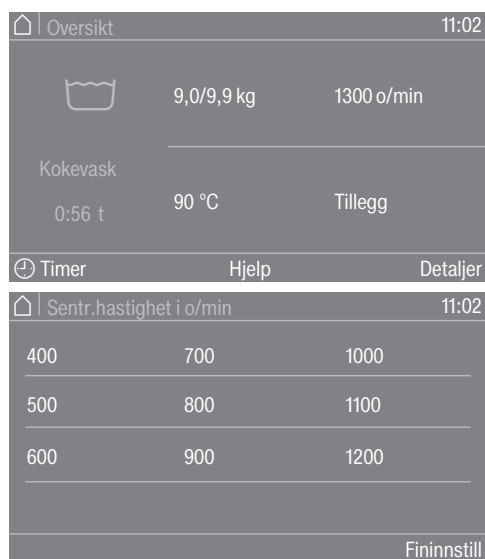 Oversikt 11:02
9,0/9,9 kg 1300 o/min
Kokevask
0:56 t
90 °C Tillegg
Timer Hjelp Detaljer
Sentr.hastighet i o/min 11:02
400 700 1000
500 800 1100
600 900 1200
Fininnstill